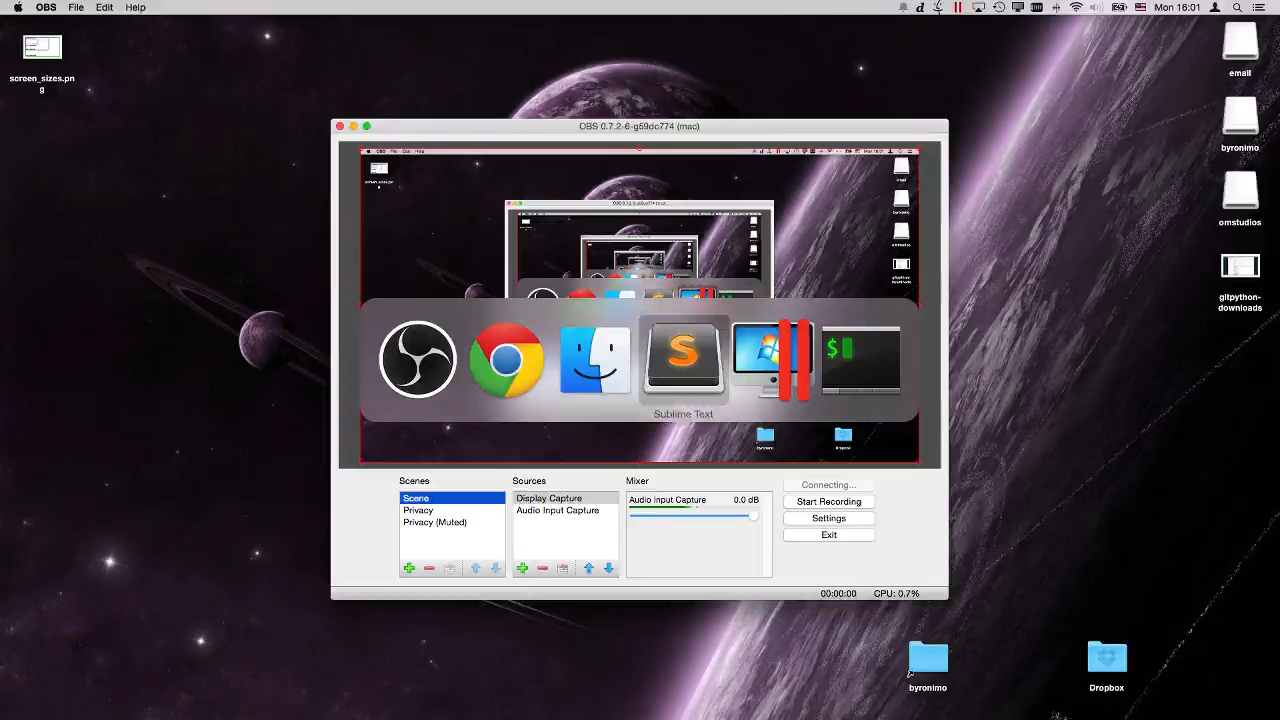 OBS File Edit Help
Mon 16:01
screen_sizes.pn
g
email
byronimo
omstudios
gitpython-
downloads
OBS 0.7.2-6-g59dc774 (mac)
$
Sublime Text
Scenes
Sources
Mixer
Scene
Privacy
Privacy (Muted)
Display Capture
Audio Input Capture
Audio Input Capture 0.0 dB
Connecting...
Start Recording
Settings
Exit
00:00:00
CPU: 0.7%
byronimo
Dropbox